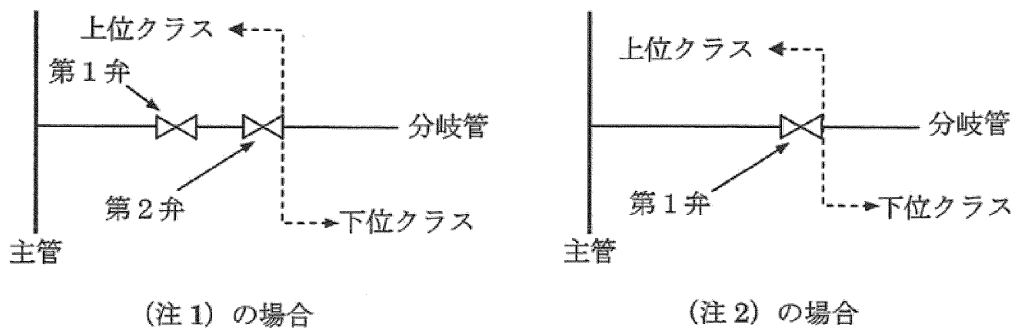 上位クラス
第1弁
分岐管
第2弁
下位クラス
主管
(注1)の場合
上位クラス
分岐管
第1弁
下位クラス
主管
(注2)の場合